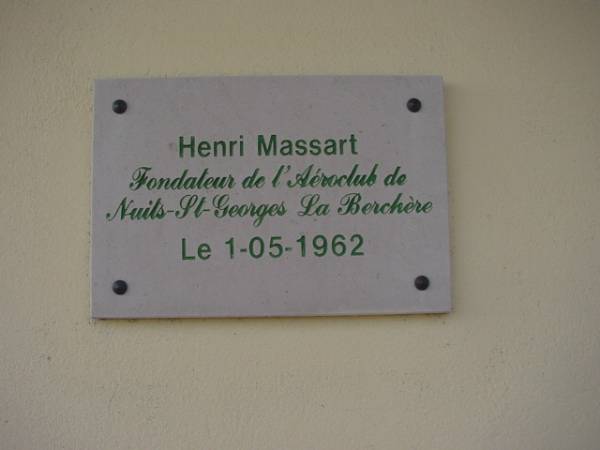 Henri Massart
Fondateur de l'Aéroclub de
Nuits-St-Georges La Berchère
Le 1-05-1962